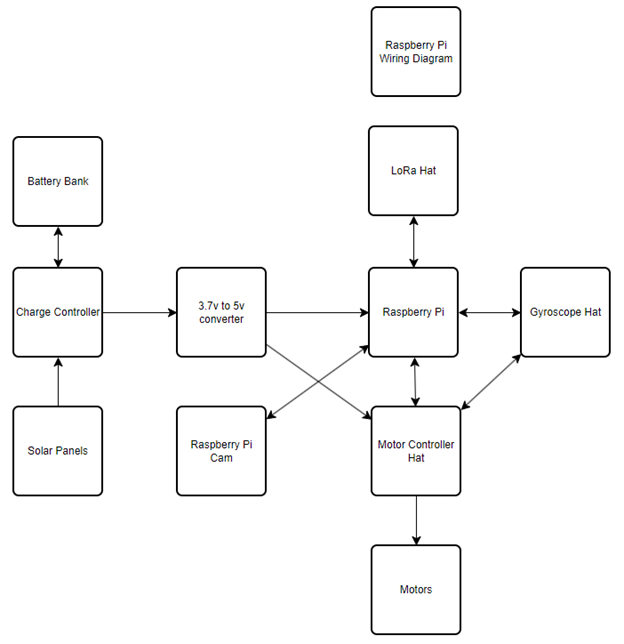 Raspberry Pi
Wiring Diagram
LoRa Hat
Battery Bank
Charge Controller
3.7v to 5v
converter
Raspberry Pi
Gyroscope Hat
Solar Panels
Raspberry Pi
Cam
Motor Controller
Hat
Motors